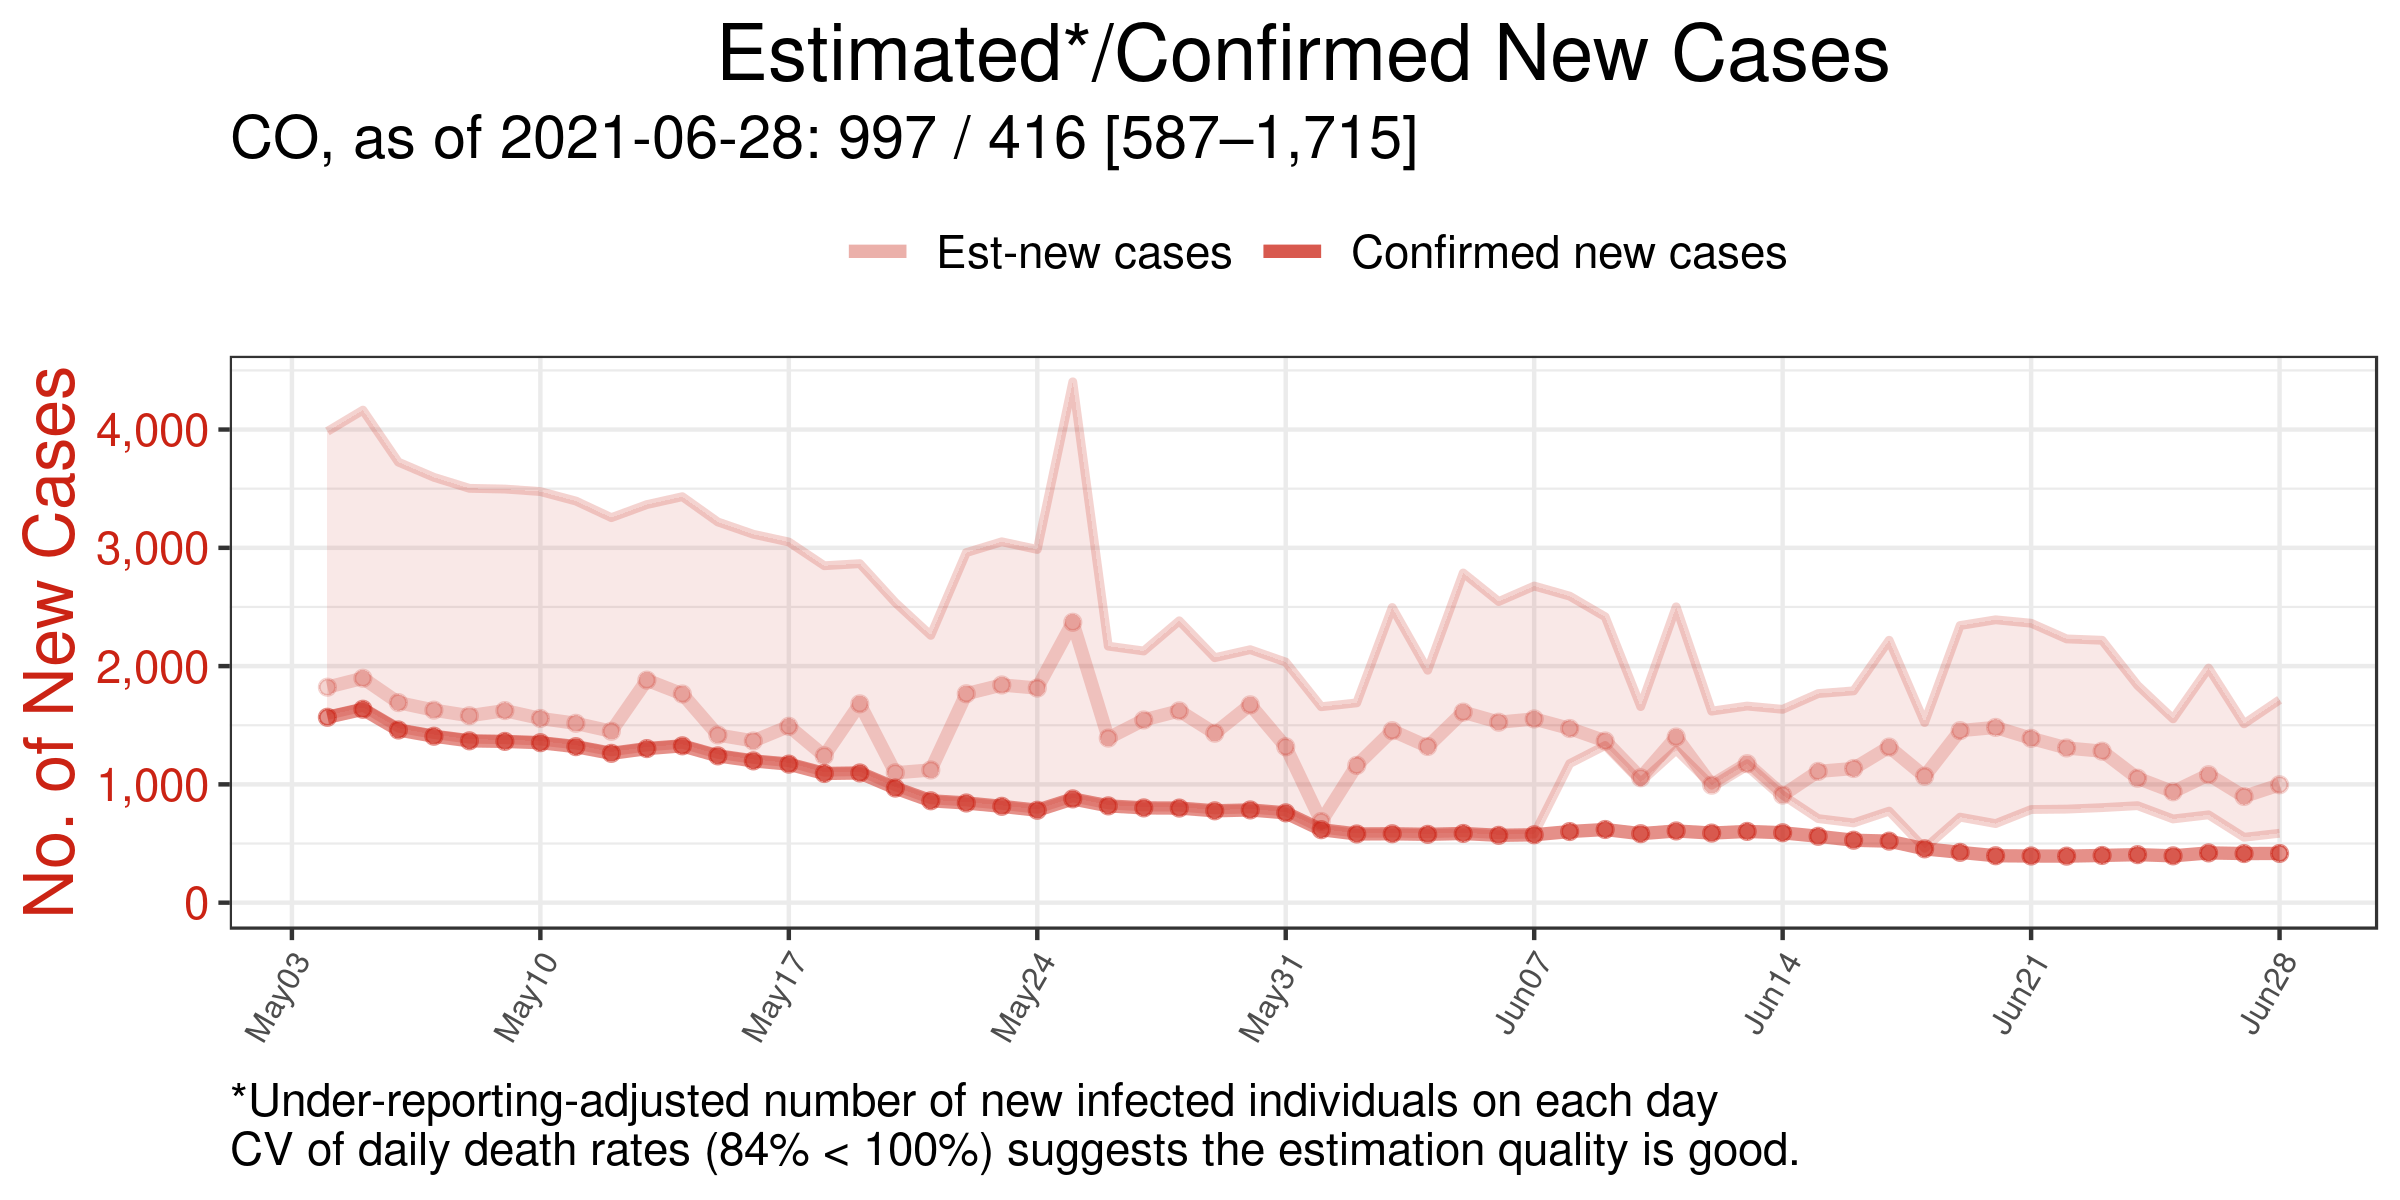 Estimated*/Confirmed New Cases
CO, as of 2021-06-28: 997 / 416 [587–1,715]
Est-new cases
Confirmed new cases
No. of New Cases
4,000
3,000
2,000
1,000
0
May03
May10
May17
May24
May31
Jun07
Jun14
Jun21
Jun28
*Under-reporting-adjusted number of new infected individuals on each day
CV of daily death rates (84% < 100%) suggests the estimation quality is good.